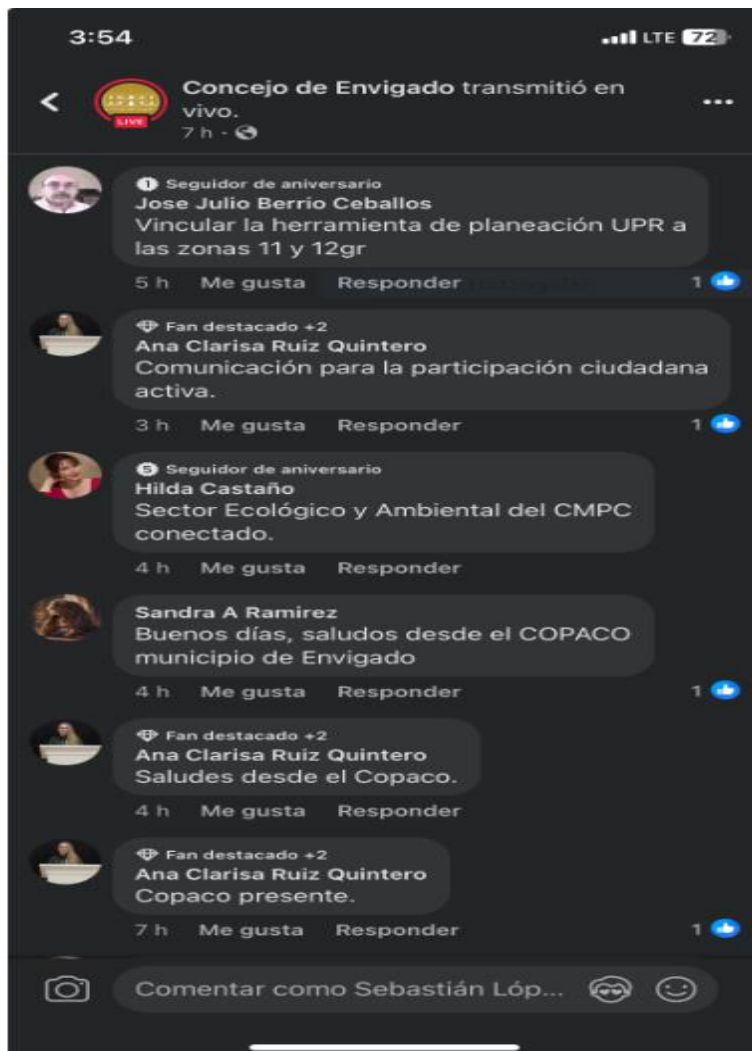 3:54
LTE 72
Concejo de Envigado transmitió en
vivo.
LIVE
7 h
Seguidor de aniversario
Jose Julio Berrio Ceballos
Vincular la herramienta de planeación UPR a
las zonas 11 y 12gr
5 h Me gusta Responder 1
Fan destacado +2
Ana Clarisa Ruiz Quintero
Comunicación para la participación ciudadana
activa.
3 h Me gusta Responder 1
5 Seguidor de aniversario
Hilda Castaño
Sector Ecológico y Ambiental del CMPC
conectado.
4 h Me gusta Responder
Sandra A Ramirez
Buenos días, saludos desde el COPACO
municipio de Envigado
4 h Me gusta Responder 1
Fan destacado +2
Ana Clarisa Ruiz Quintero
Saludes desde el Copaco.
4 h Me gusta Responder
Fan destacado +2
Ana Clarisa Ruiz Quintero
Copaco presente.
7 h Me gusta Responder 1
Comentar como Sebastián Lóp...